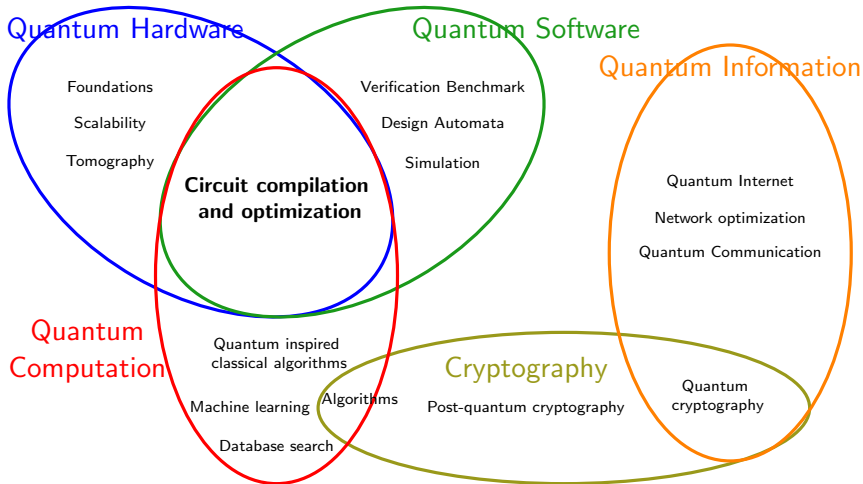 Quantum Hardware
Quantum Software
Quantum Information
Foundations
Scalability
Tomography
Verification Benchmark
Design Automata
Simulation
Circuit compilation
and optimization
Quantum Internet
Network optimization
Quantum Communication
Quantum
Computation
Quantum inspired
classical algorithms
Machine learning
Algorithms
Database search
Cryptography
Post-quantum cryptography
Quantum
cryptography